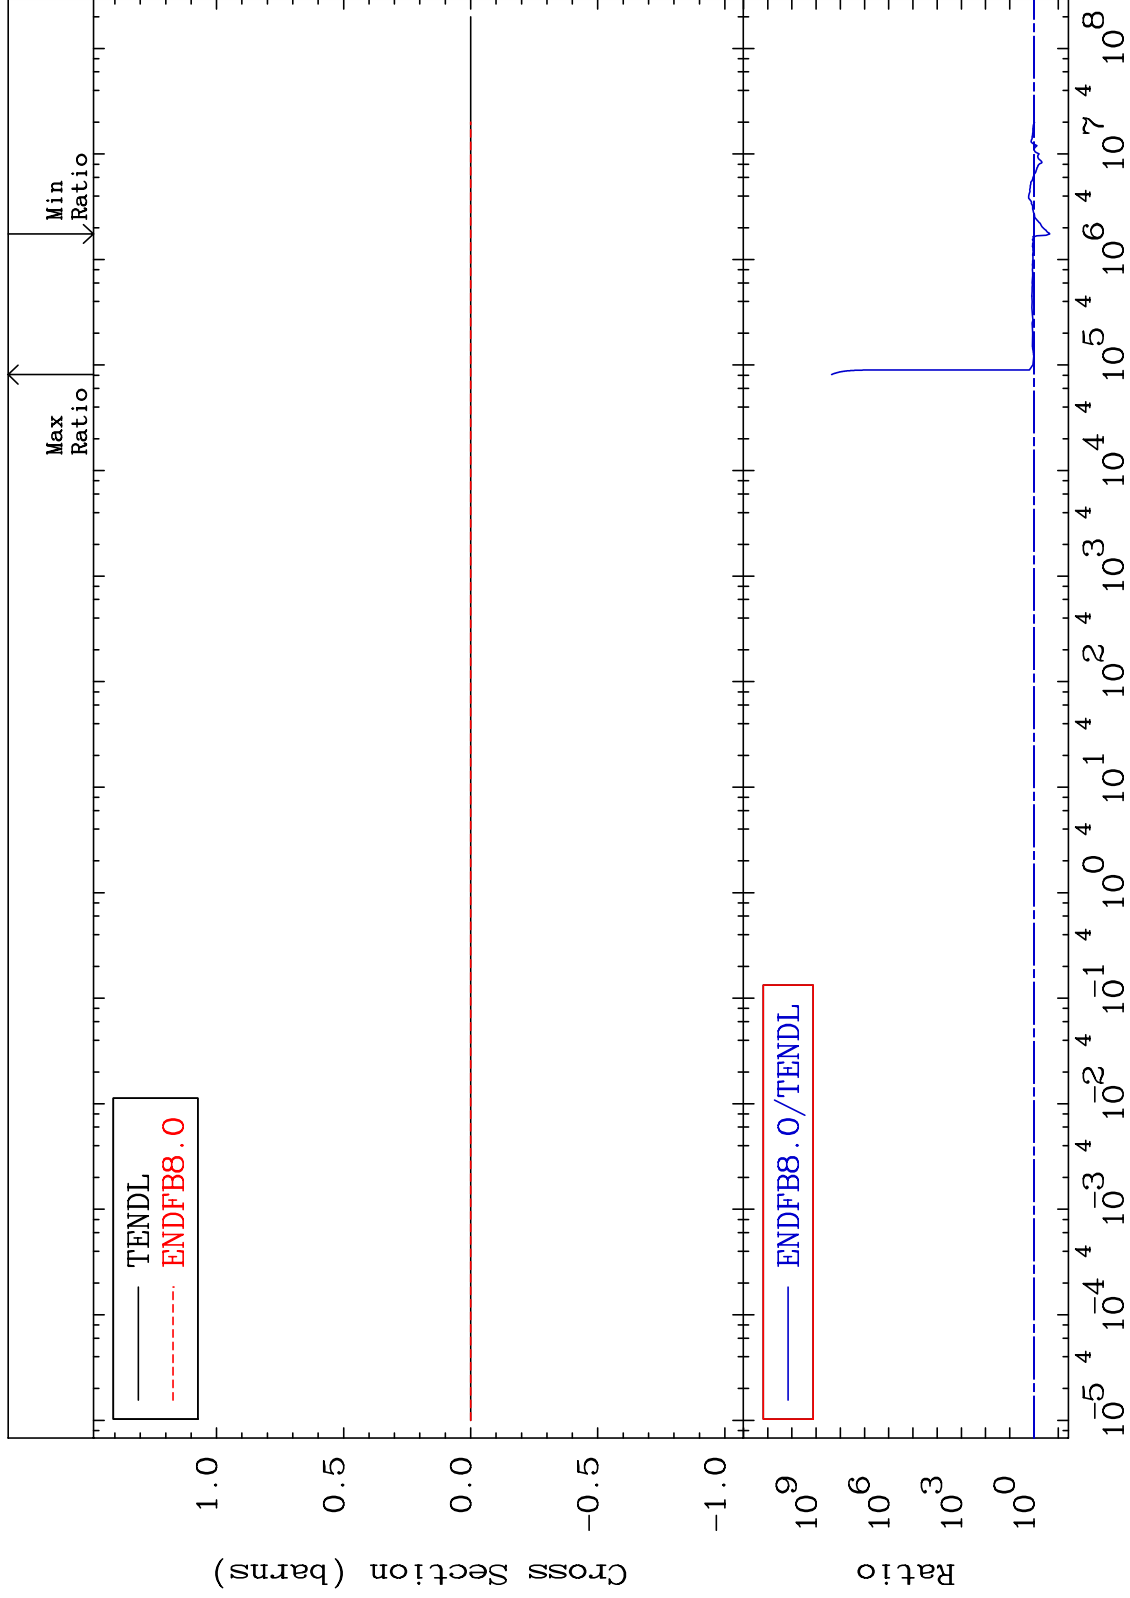 Max
Ratio
Min
Ratio
TENDL
ENDFB8.0
1.0
0.5
0.0
-0.5
-1.0
Cross Section (barns)
ENDFB8.0/TENDL
10^9
10^6
10^3
10^0
Ratio
10^-5 4 10^-4 4 10^-3 4 10^-2 4 10^-1 4 10^0 4 10^1 4 10^2 4 10^3 4 10^4 4 10^5 4 10^6 4 10^7 4 10^8